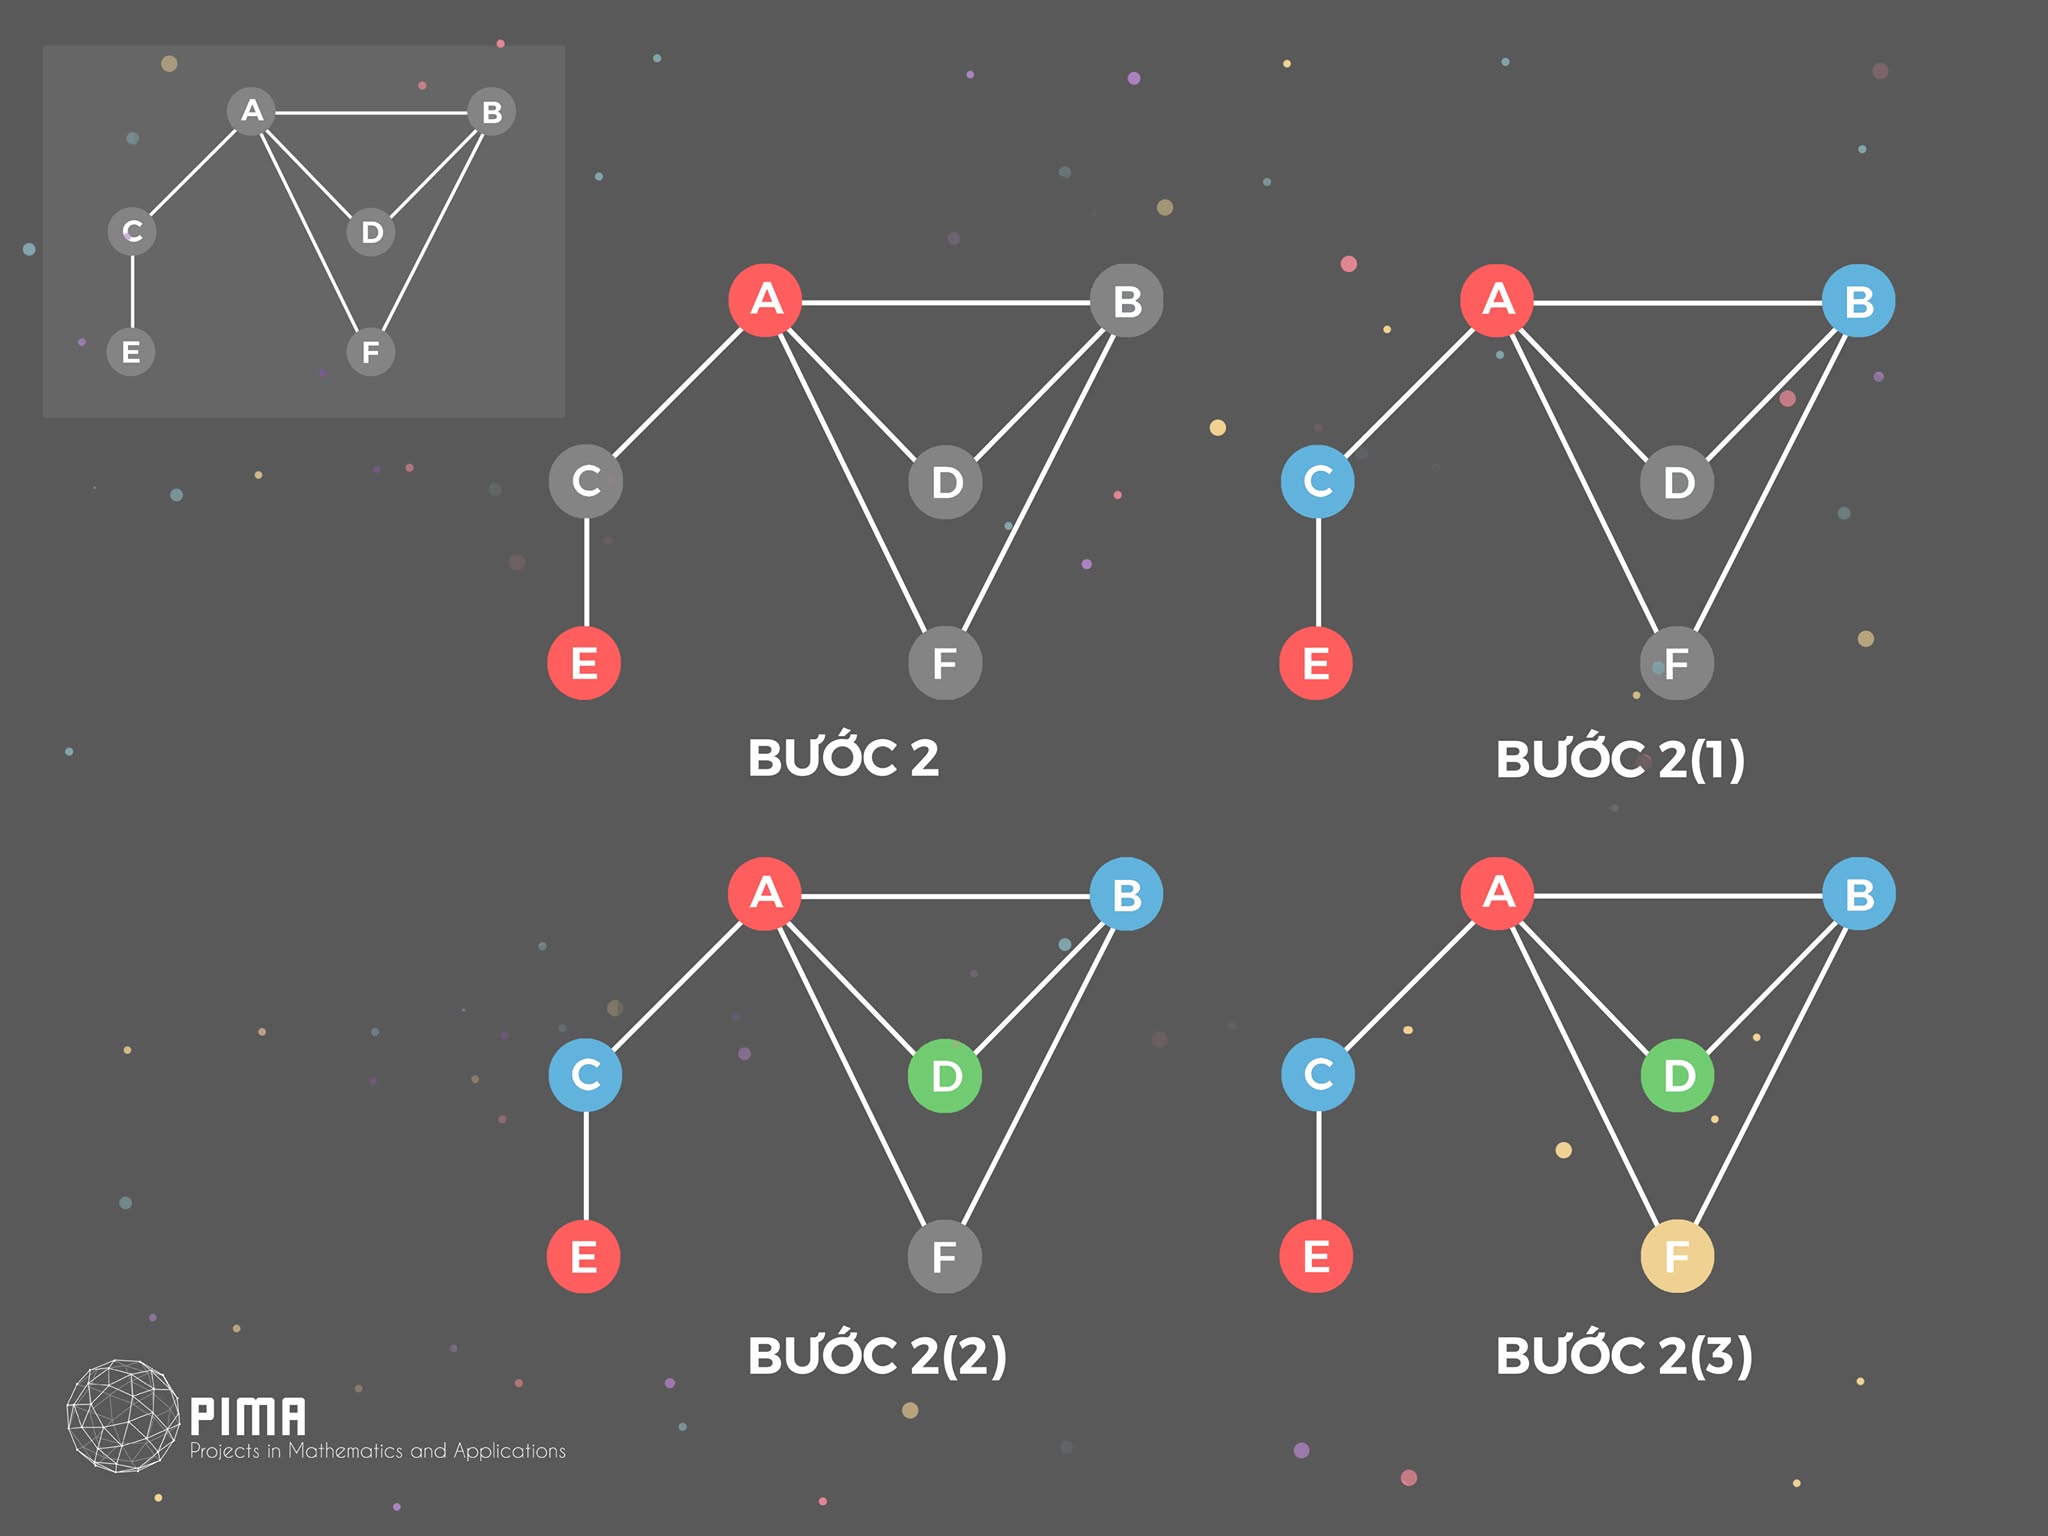 A B
C D
E F
A B
C D
E F
BƯỚC 2
A B
C D
E F
BƯỚC 2(1)
A B
C D
E F
BƯỚC 2(2)
A B
C D
E F
BƯỚC 2(3)
PIMA
Projects in Mathematics and Applications